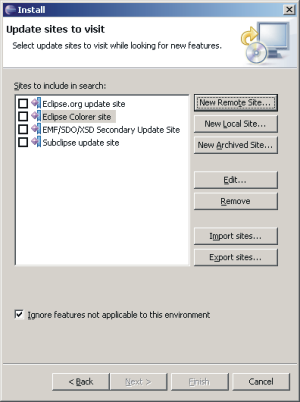 Install
Update sites to visit
Select update sites to visit while looking for new features.
Sites to include in search:
Eclipse.org update site
Eclipse Colorer site
EMF/SDO/XSD Secondary Update Site
Subclipse update site
New Remote Site...
New Local Site...
New Archived Site...
Edit...
Remove
Import sites...
Export sites...
Ignore features not applicable to this environment
< Back
Next >
Finish
Cancel